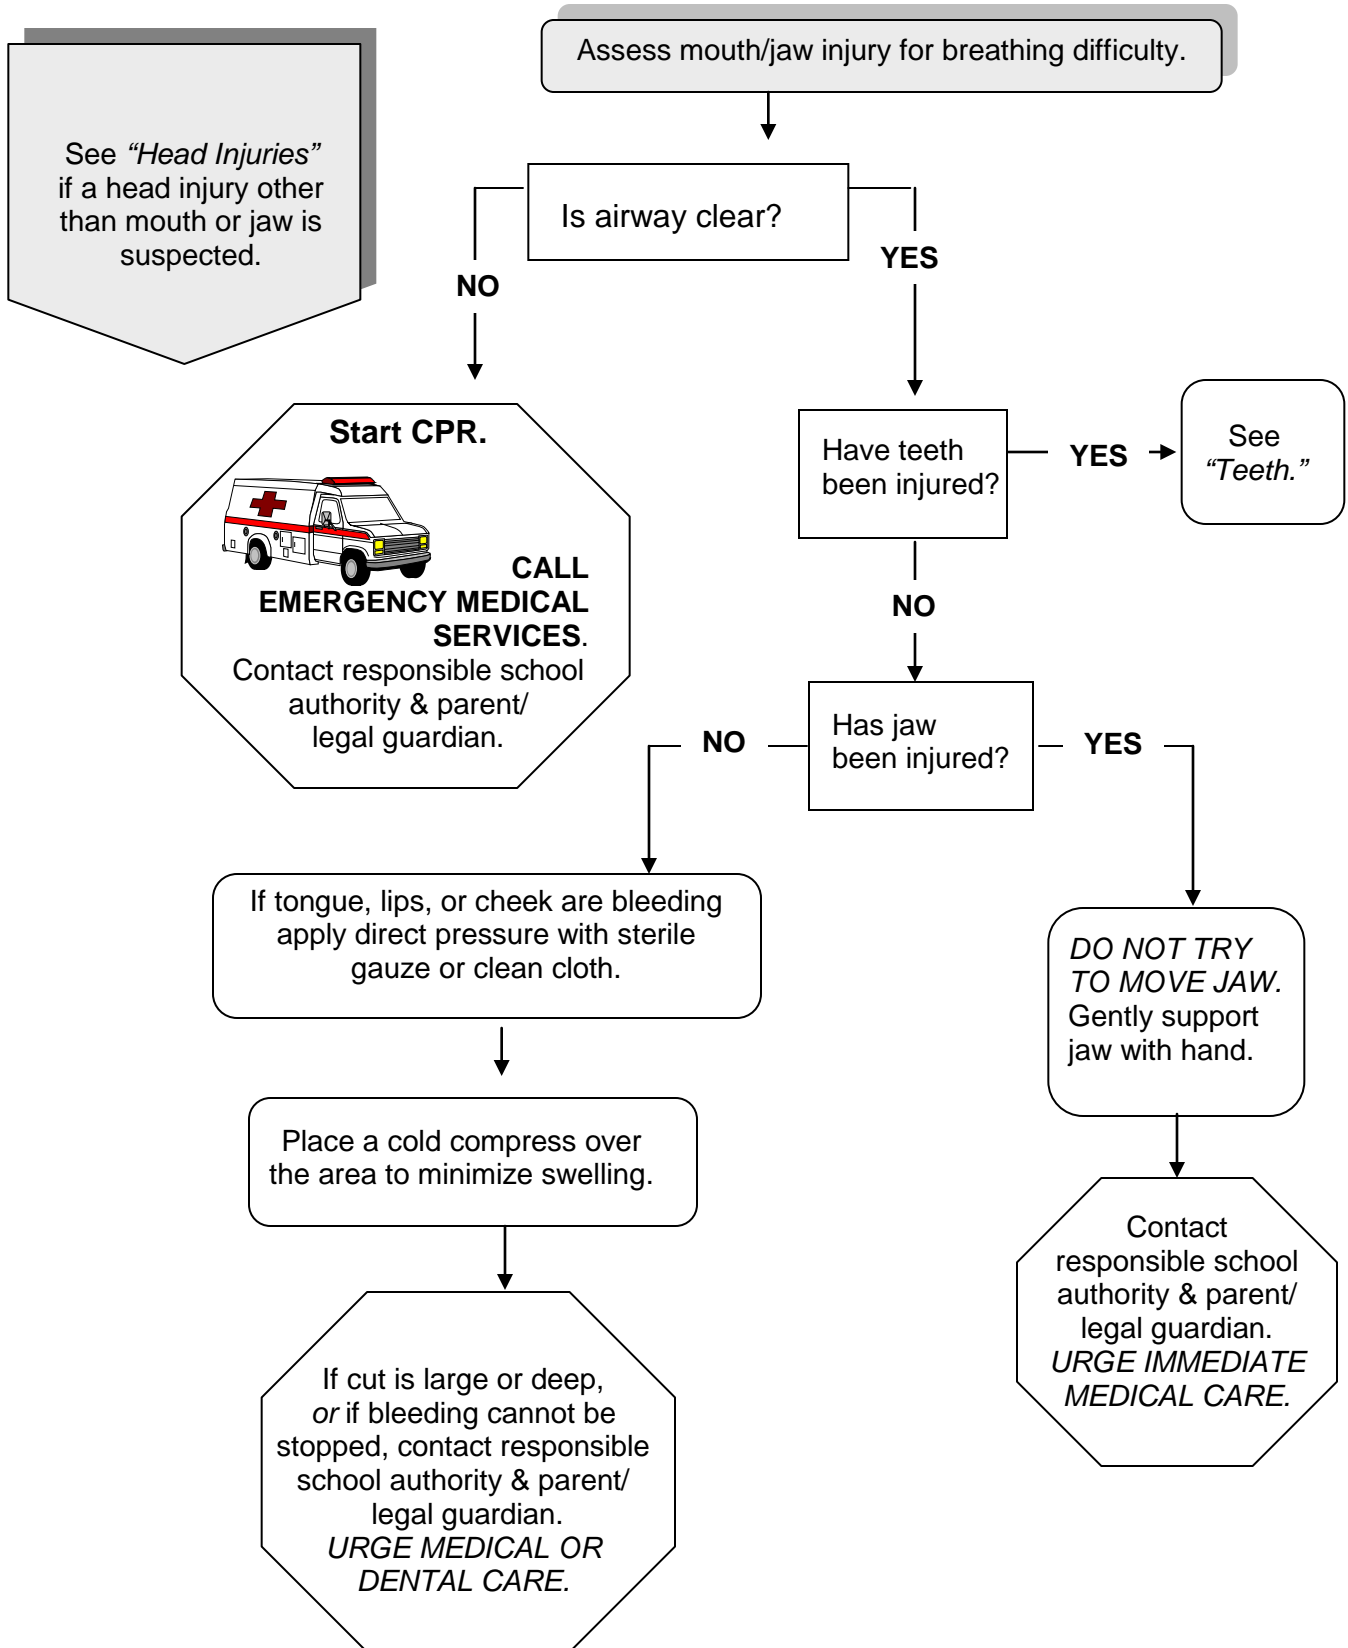 Assess mouth/jaw injury for breathing difficulty.
See “Head Injuries”
if a head injury other
than mouth or jaw is
suspected.
Is airway clear?
NO
YES
Start CPR.
CALL
EMERGENCY MEDICAL
SERVICES.
Contact responsible school
authority & parent/
legal guardian.
Have teeth
been injured?
YES
See
“Teeth.”
NO
Has jaw
been injured?
NO
YES
If tongue, lips, or cheek are bleeding
apply direct pressure with sterile
gauze or clean cloth.
DO NOT TRY
TO MOVE JAW.
Gently support
jaw with hand.
Place a cold compress over
the area to minimize swelling.
Contact
responsible school
authority & parent/
legal guardian.
URGE IMMEDIATE
MEDICAL CARE.
If cut is large or deep,
or if bleeding cannot be
stopped, contact responsible
school authority & parent/
legal guardian.
URGE MEDICAL OR
DENTAL CARE.